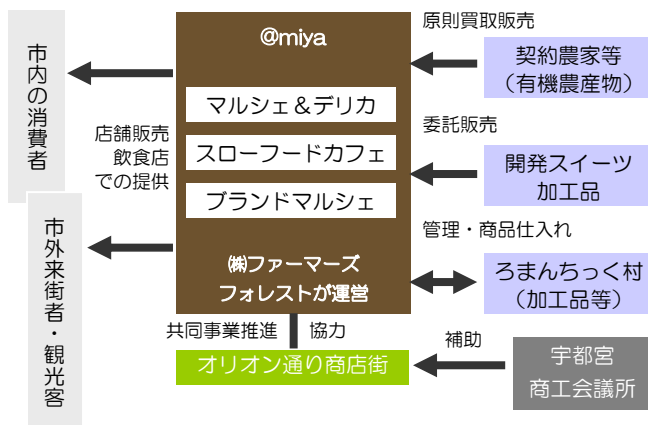 @miya
マルシェ＆デリカ
スローフードカフェ
ブランドマルシェ
㈱ファーマーズ
フォレストが運営
市内の消費者
市外来街者・観光客
店舗販売
飲食店
での提供
原則買取販売
契約農家等
（有機農産物）
委託販売
開発スイーツ
加工品
管理・商品仕入れ
ろまんちっく村
（加工品等）
共同事業推進
協力
オリオン通り商店街
補助
宇都宮
商工会議所